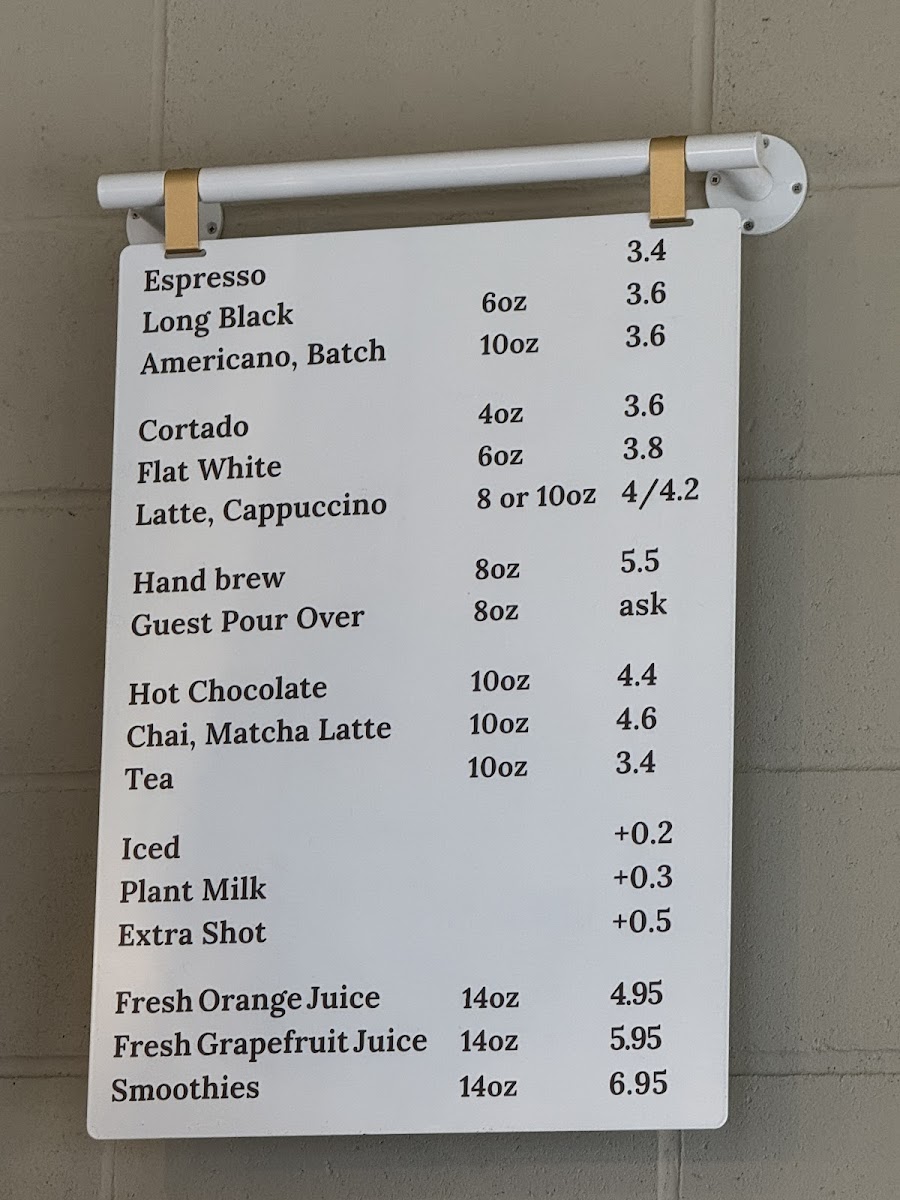 Espresso 3.4
Long Black 6oz 3.6
Americano, Batch 10oz 3.6
Cortado 4oz 3.6
Flat White 6oz 3.8
Latte, Cappuccino 8 or 10oz 4/4.2
Hand brew 8oz 5.5
Guest Pour Over 8oz ask
Hot Chocolate 10oz 4.4
Chai, Matcha Latte 10oz 4.6
Tea 10oz 3.4
Iced +0.2
Plant Milk +0.3
Extra Shot +0.5
Fresh Orange Juice 14oz 4.95
Fresh Grapefruit Juice 14oz 5.95
Smoothies 14oz 6.95